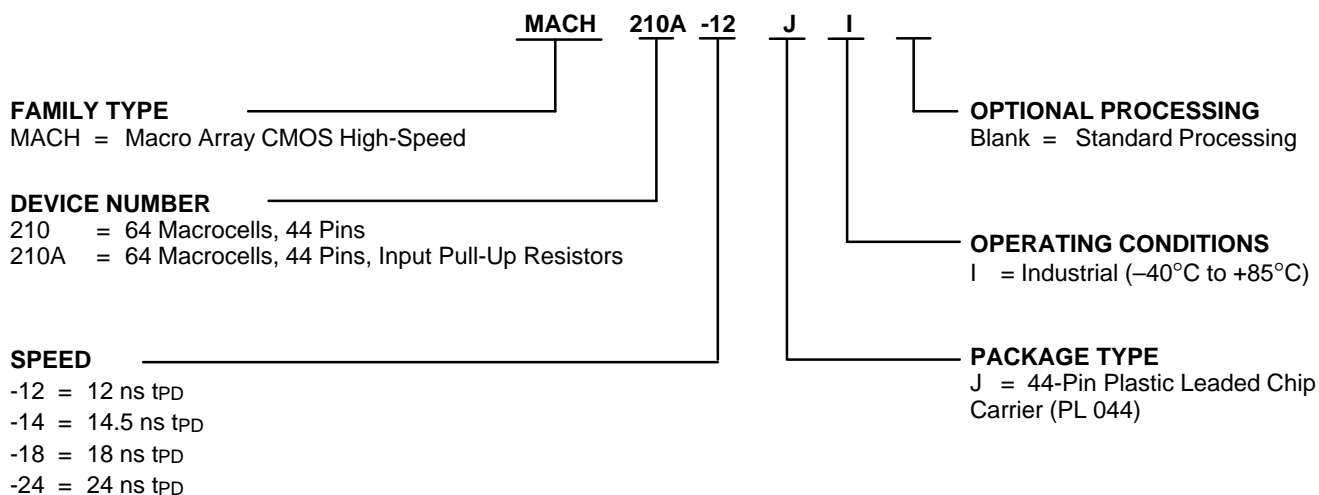 MACH 210A -12 J I
FAMILY TYPE
MACH = Macro Array CMOS High-Speed
DEVICE NUMBER
210 = 64 Macrocells, 44 Pins
210A = 64 Macrocells, 44 Pins, Input Pull-Up Resistors
SPEED
-12 = 12 ns tPD
-14 = 14.5 ns tPD
-18 = 18 ns tPD
-24 = 24 ns tPD
OPTIONAL PROCESSING
Blank = Standard Processing
OPERATING CONDITIONS
I = Industrial (–40°C to +85°C)
PACKAGE TYPE
J = 44-Pin Plastic Leaded Chip
Carrier (PL 044)